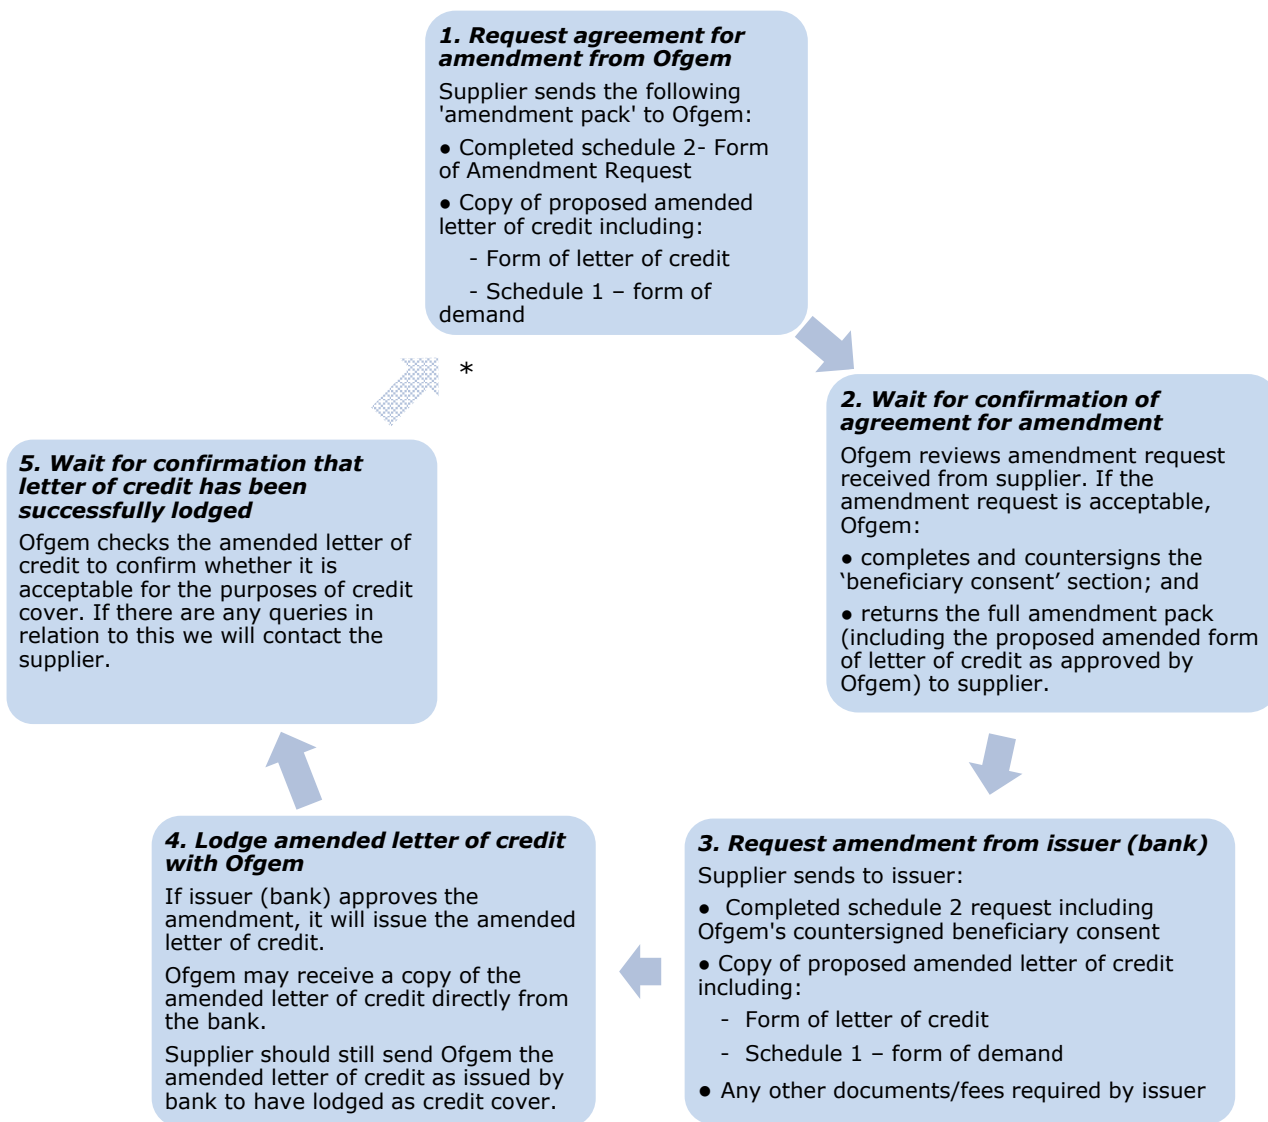 1. Request agreement for
amendment from Ofgem
Supplier sends the following
'amendment pack' to Ofgem:
● Completed schedule 2- Form
of Amendment Request
● Copy of proposed amended
letter of credit including:
- Form of letter of credit
- Schedule 1 – form of
demand
*
2. Wait for confirmation of
agreement for amendment
Ofgem reviews amendment request
received from supplier. If the
amendment request is acceptable,
Ofgem:
● completes and countersigns the
‘beneficiary consent’ section; and
● returns the full amendment pack
(including the proposed amended form
of letter of credit as approved by
Ofgem) to supplier.
3. Request amendment from issuer (bank)
Supplier sends to issuer:
● Completed schedule 2 request including
Ofgem's countersigned beneficiary consent
● Copy of proposed amended letter of credit
including:
- Form of letter of credit
- Schedule 1 – form of demand
● Any other documents/fees required by issuer
4. Lodge amended letter of credit
with Ofgem
If issuer (bank) approves the
amendment, it will issue the amended
letter of credit.
Ofgem may receive a copy of the
amended letter of credit directly from
the bank.
Supplier should still send Ofgem the
amended letter of credit as issued by
bank to have lodged as credit cover.
5. Wait for confirmation that
letter of credit has been
successfully lodged
Ofgem checks the amended letter of
credit to confirm whether it is
acceptable for the purposes of credit
cover. If there are any queries in
relation to this we will contact the
supplier.